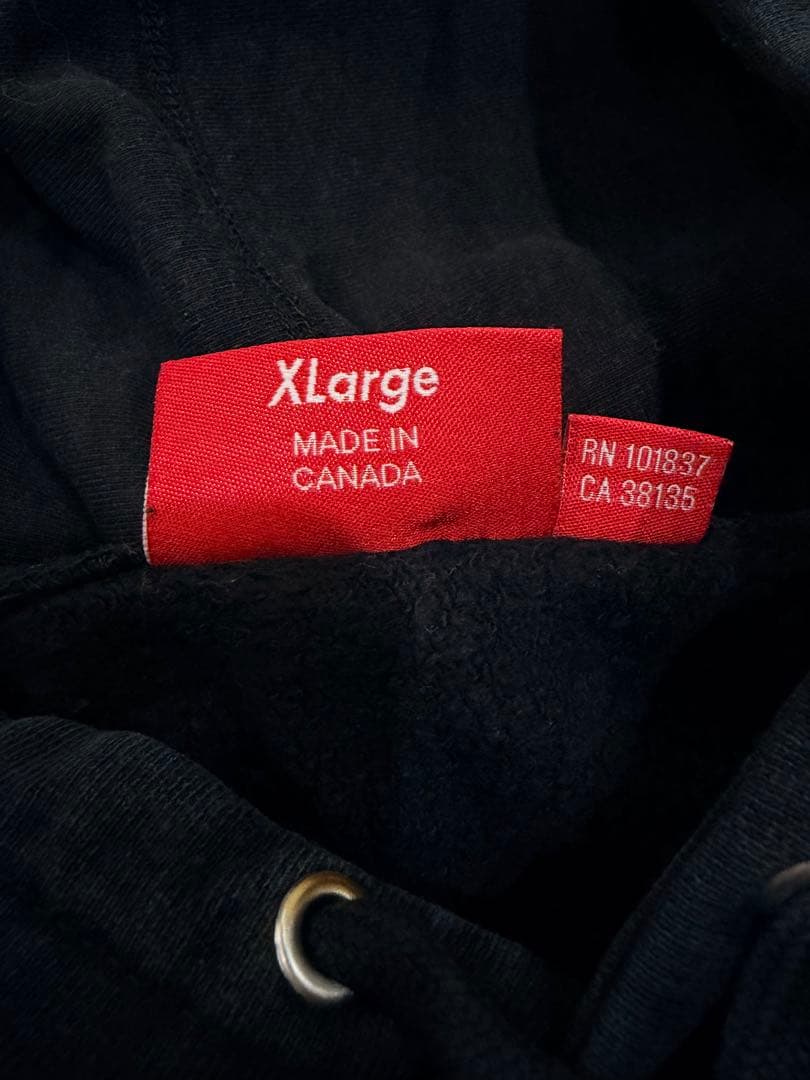 XLarge
MADE IN
CANADA
RN 101837
CA 38135